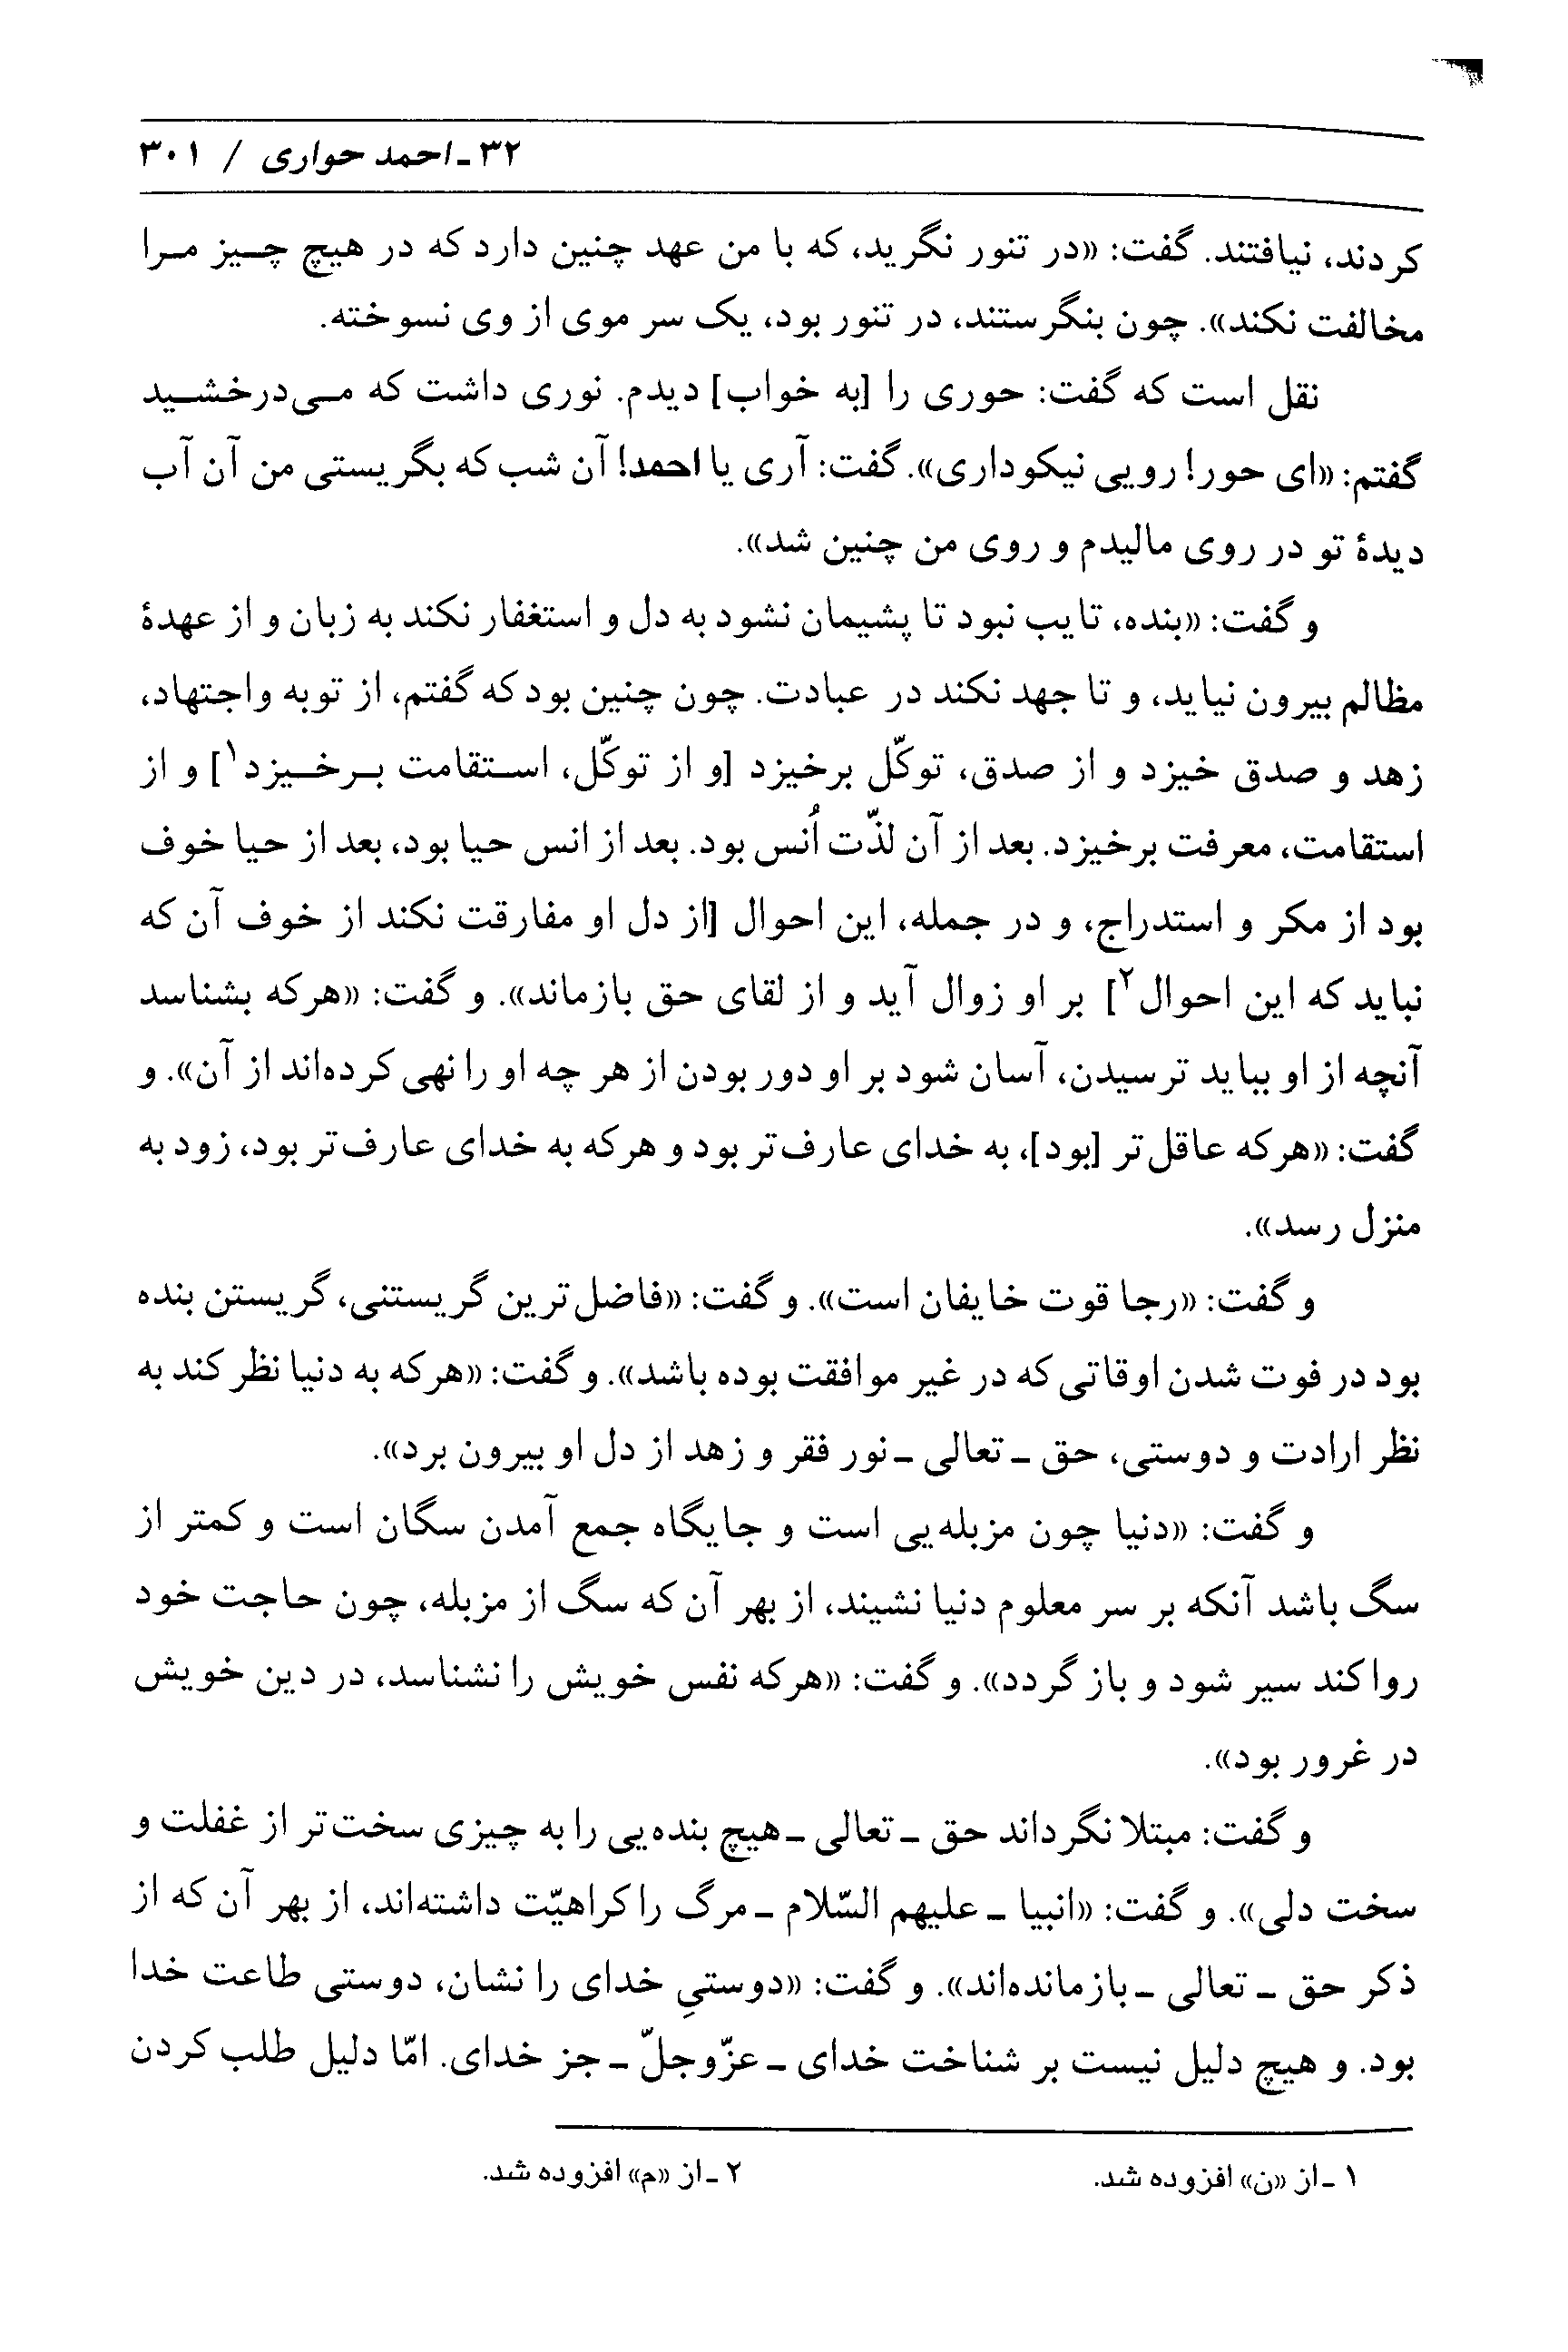 ۳۲ ـ احمد حواری / ۳۰۱
کردند، نیافتند. گفت: «در تنور نگرید، که با من عهد چنین دارد که در هیچ چـیز مـرا
مخالفت نکند». چون بنگرستند، در تنور بود، یک سر موی از وی نسوخته.
نقل است که گفت: حوری را [به خواب] دیدم. نوری داشت که مـی‌درخشـید
گفتم: «ای حور! رویی نیکوداری». گفت: آری یا احمد! آن شب که بگریستی من آن آب
دیدهٔ تو در روی مالیدم و روی من چنین شد».
و گفت: «بنده، تایب نبود تا پشیمان نشود به دل و استغفار نکند به زبان و از عهدهٔ
مظالم بیرون نیاید، و تا جهد نکند در عبادت. چون چنین بود که گفتم، از توبه واجتهاد،
زهد و صدق خیزد و از صدق، توکّل برخیزد [و از توکّل، اسـتقامت بـرخـیزد۱] و از
استقامت، معرفت برخیزد. بعد از آن لذّت اُنس بود. بعد از انس حیا بود، بعد از حیا خوف
بود از مکر و استدراج، و در جمله، این احوال [از دل او مفارقت نکند از خوف آن که
نباید که این احوال۲] بر او زوال آید و از لقای حق بازماند». و گفت: «هرکه بشناسد
آنچه از او بباید ترسیدن، آسان شود بر او دور بودن از هر چه او را نهی کرده‌اند از آن». و
گفت: «هرکه عاقل‌تر [بود]، به خدای عارف‌تر بود و هرکه به خدای عارف‌تر بود، زود به
منزل رسد».
و گفت: «رجا قوت خایفان است». و گفت: «فاضل‌ترین گریستنی، گریستن بنده
بود در فوت شدن اوقاتی که در غیر موافقت بوده باشد». و گفت: «هرکه به دنیا نظر کند به
نظر ارادت و دوستی، حق ـ تعالی ـ نور فقر و زهد از دل او بیرون برد».
و گفت: «دنیا چون مزبله‌یی است و جایگاه جمع آمدن سگان است و کمتر از
سگ باشد آنکه بر سر معلوم دنیا نشیند، از بهر آن که سگ از مزبله، چون حاجت خود
روا کند سیر شود و باز گردد». و گفت: «هرکه نفس خویش را نشناسد، در دین خویش
در غرور بود».
و گفت: مبتلا نگرداند حق ـ تعالی ـ هیچ بنده‌یی را به چیزی سخت‌تر از غفلت و
سخت دلی». و گفت: «انبیا ـ علیهم السّلام ـ مرگ را کراهیّت داشته‌اند، از بهر آن که از
ذکر حق ـ تعالی ـ بازمانده‌اند». و گفت: «دوستیِ خدای را نشان، دوستی طاعت خدا
بود. و هیچ دلیل نیست بر شناخت خدای ـ عزّوجلّ ـ جز خدای. امّا دلیل طلب کردن
۱ ـ از «ن» افزوده شد. ۲ ـ از «م» افزوده شد.